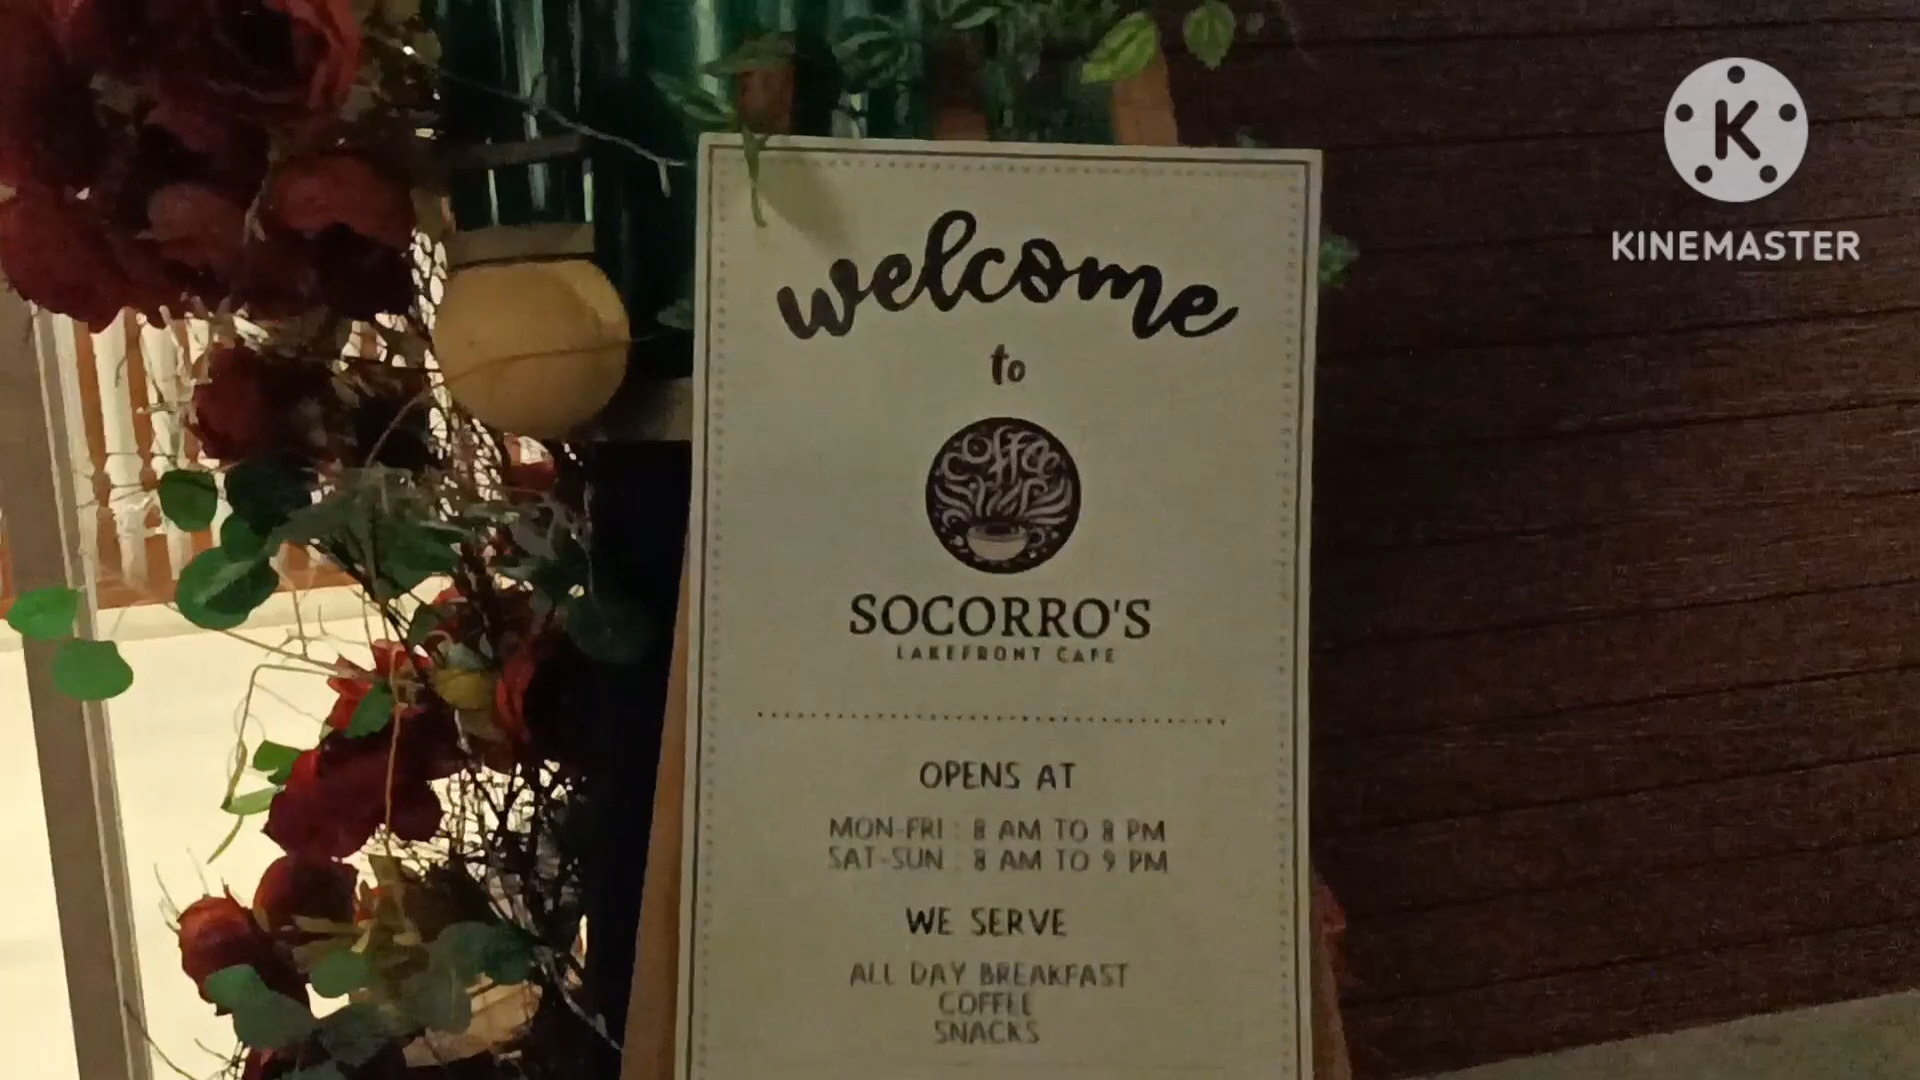 welcome
to
COFFEE
SOCORRO'S
LAKEFRONT CAFE
OPENS AT
MON-FRI : 8 AM TO 8 PM
SAT-SUN : 8 AM TO 9 PM
WE SERVE
ALL DAY BREAKFAST
COFFEE
SNACKS
K
KINEMASTER